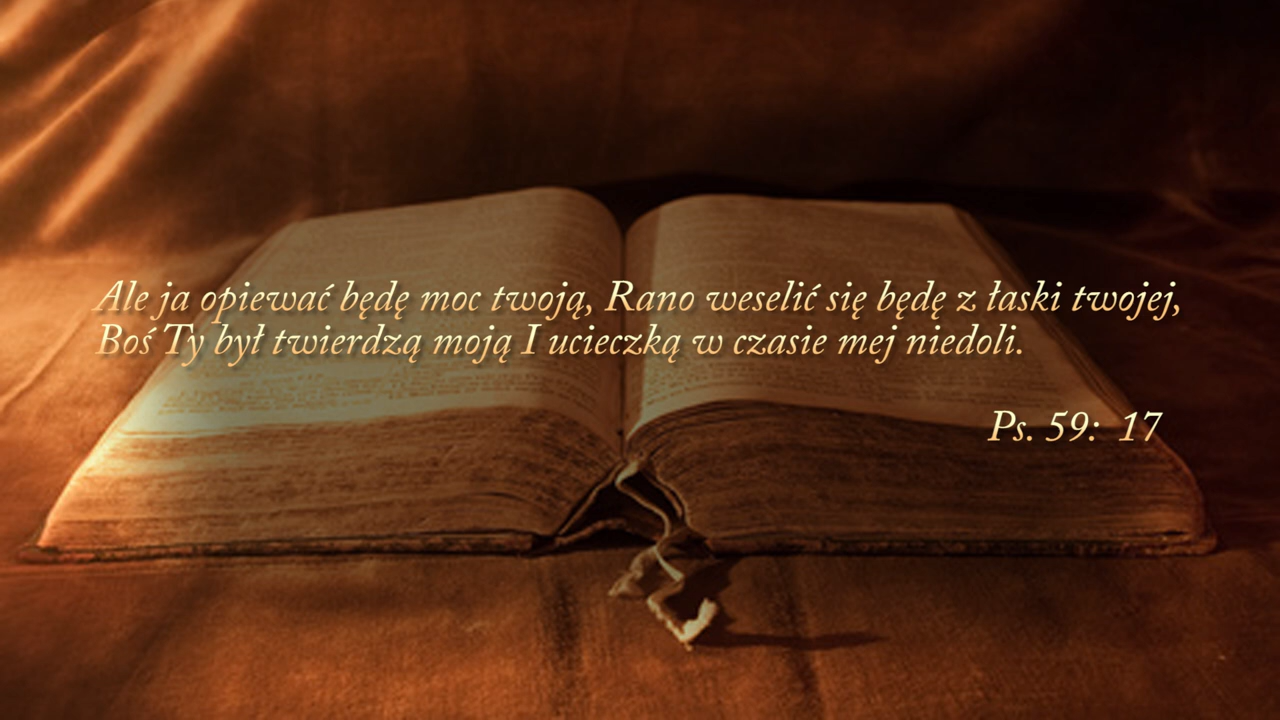 Ale ja opiewać będę moc twoją, Rano weselić się będę z łaski twojej,
Boś Ty był twierdzą moją I ucieczką w czasie mej niedoli.
Ps. 59: 17